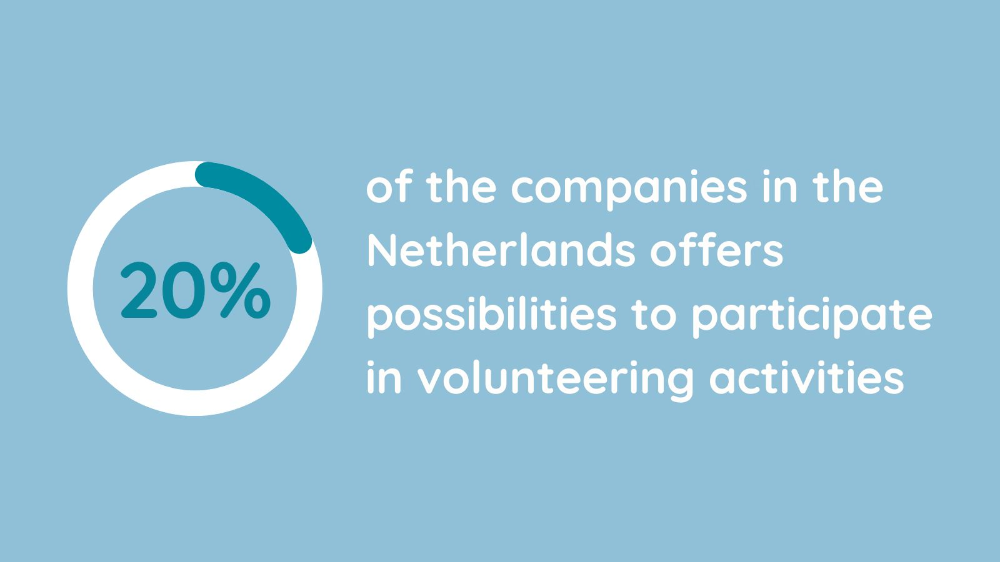 20%
of the companies in the
Netherlands offers
possibilities to participate
in volunteering activities